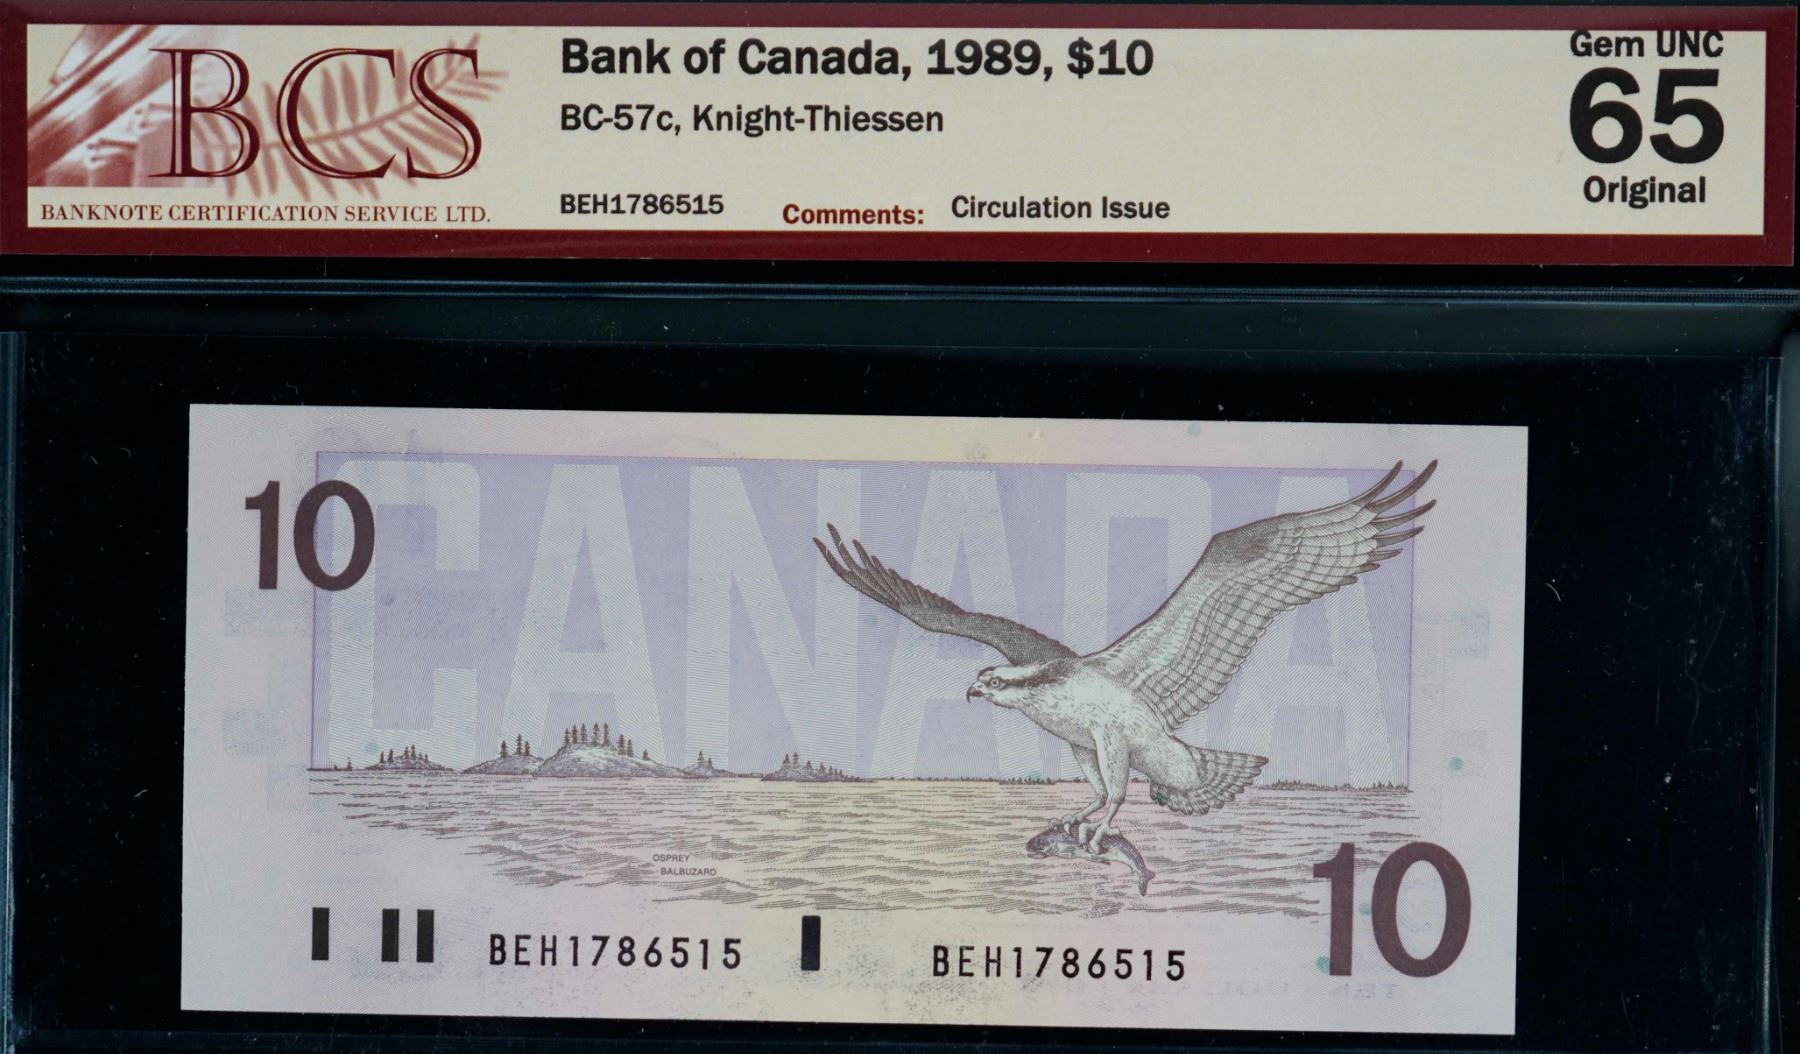 BCS
BANKNOTE CERTIFICATION SERVICE LTD.
Bank of Canada, 1989, $10
BC-57c, Knight-Thiessen
BEH1786515 Comments: Circulation Issue
Gem UNC
65
Original
10
CANADA
OSPREY
BALBUZARD
BEH1786515 BEH1786515
10